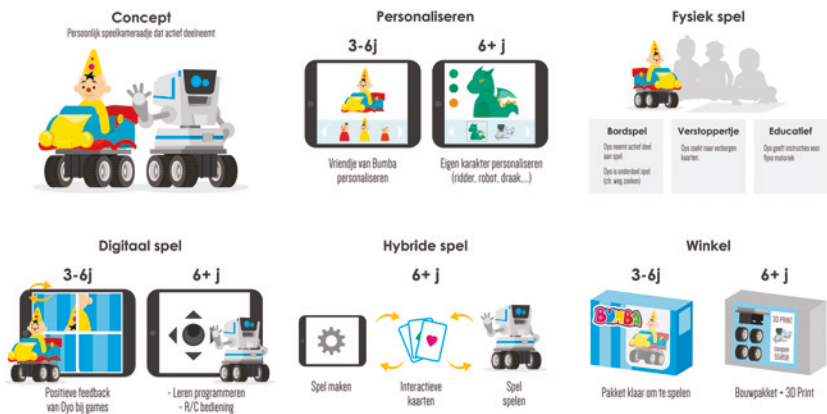 Concept
Persoonlijk speelkameraadje dat actief deelneemt
Personaliseren
3-6j
6+ j
Vriendje van Bumba
personaliseren
Eigen karakter personaliseren
(ridder, robot, draak,...)
Fysiek spel
Bordspel
Oyo neemt actief deel
aan spel.
Oyo is onderdeel spel
(cfr. weg zoeken)
Verstoppertje
Oyo zoekt naar verborgen
kaarten.
Educatief
Oyo geeft instructies voor
fijne motoriek
Digitaal spel
3-6j
6+ j
Positieve feedback
van Oyo bij games
- Leren programmeren
- R/C bediening
Hybride spel
6+ j
Spel maken
Interactieve
kaarten
Spel
spelen
Winkel
3-6j
6+ j
BUMBA
3D PRINT
Pakket klaar om te spelen
Bouwpakket + 3D Print